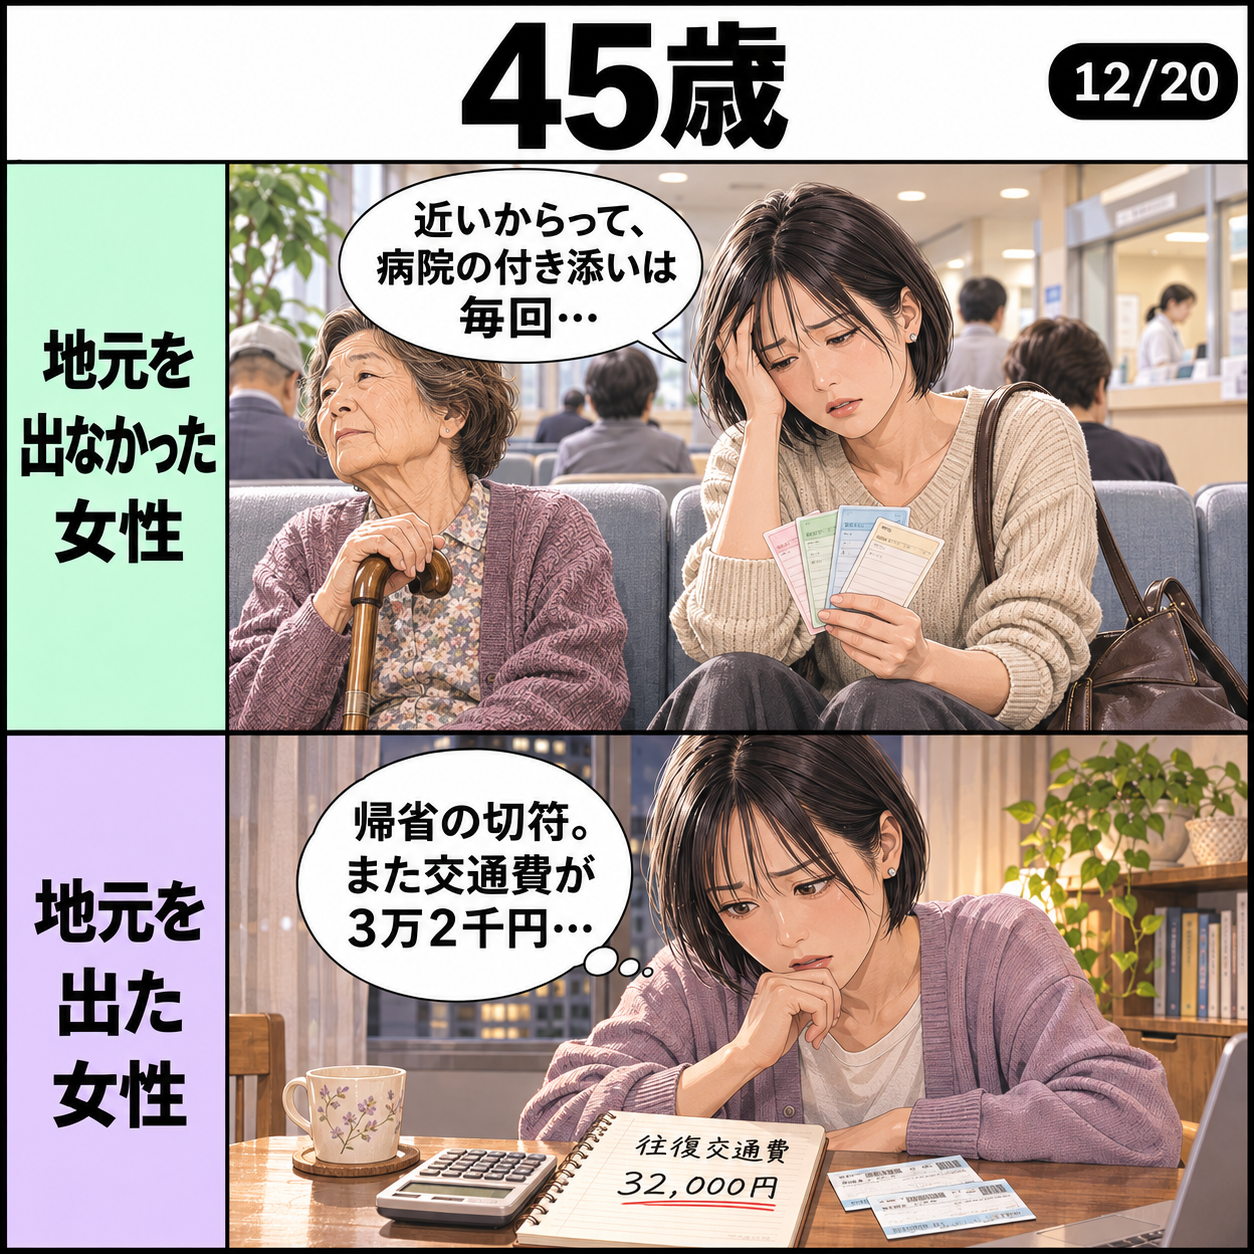 45歳
12/20
地元を
出なかった
女性
近いからって、
病院の付き添いは
毎回…
地元を
出た
女性
帰省の切符。
また交通費が
3万2千円…
往復交通費
32,000円